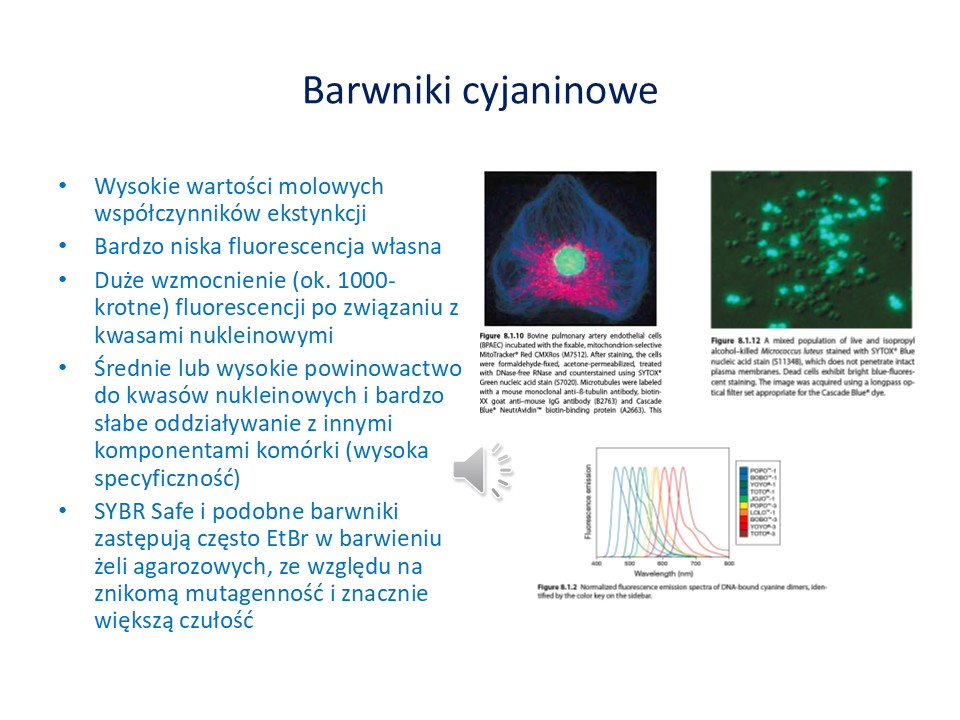 Barwniki cyjaninowe
• Wysokie wartości molowych
współczynników ekstynkcji
• Bardzo niska fluorescencja własna
• Duże wzmocnienie (ok. 1000-
krotne) fluorescencji po związaniu z
kwasami nukleinowymi
• Średnie lub wysokie powinowactwo
do kwasów nukleinowych i bardzo
słabe oddziaływanie z innymi
komponentami komórki (wysoka
specyficzność)
• SYBR Safe i podobne barwniki
zastępują często EtBr w barwieniu
żeli agarozowych, ze względu na
znikomą mutagenność i znacznie
większą czułość
Figure 8.1.10 Bovine pulmonary artery endothelial cells
(BPAEC) incubated with the fixable, mitochondrion-selective
MitoTracker® Red CMXRos (M7512). After staining, the cells
were formaldehyde-fixed, acetone-permeabilized, treated
with DNase-free RNase and counterstained using SYTOX®
Green nucleic acid stain (S7020). Microtubules were labeled
with a mouse monoclonal anti–ß-tubulin antibody, biotin-
XX goat anti–mouse IgG antibody (B2763) and Cascade
Blue® NeutrAvidin™ biotin-binding protein (A2663). This
Figure 8.1.12 A mixed population of live and isopropyl
alcohol–killed Micrococcus luteus stained with SYTOX® Blue
nucleic acid stain (S11348), which does not penetrate intact
plasma membranes. Dead cells exhibit bright blue-fluores-
cent staining. The image was acquired using a longpass op-
tical filter set appropriate for the Cascade Blue® dye.
Fluorescence emission
400 500 600 700 800
Wavelength (nm)
POPO™-1
BOBO™-1
YOYO®-1
TOTO®-1
JOJO™-1
POPO™-3
LOLO™-1
BOBO™-3
YOYO®-3
TOTO®-3
Figure 8.1.2 Normalized fluorescence emission spectra of DNA-bound cyanine dimers, iden-
tified by the color key on the sidebar.